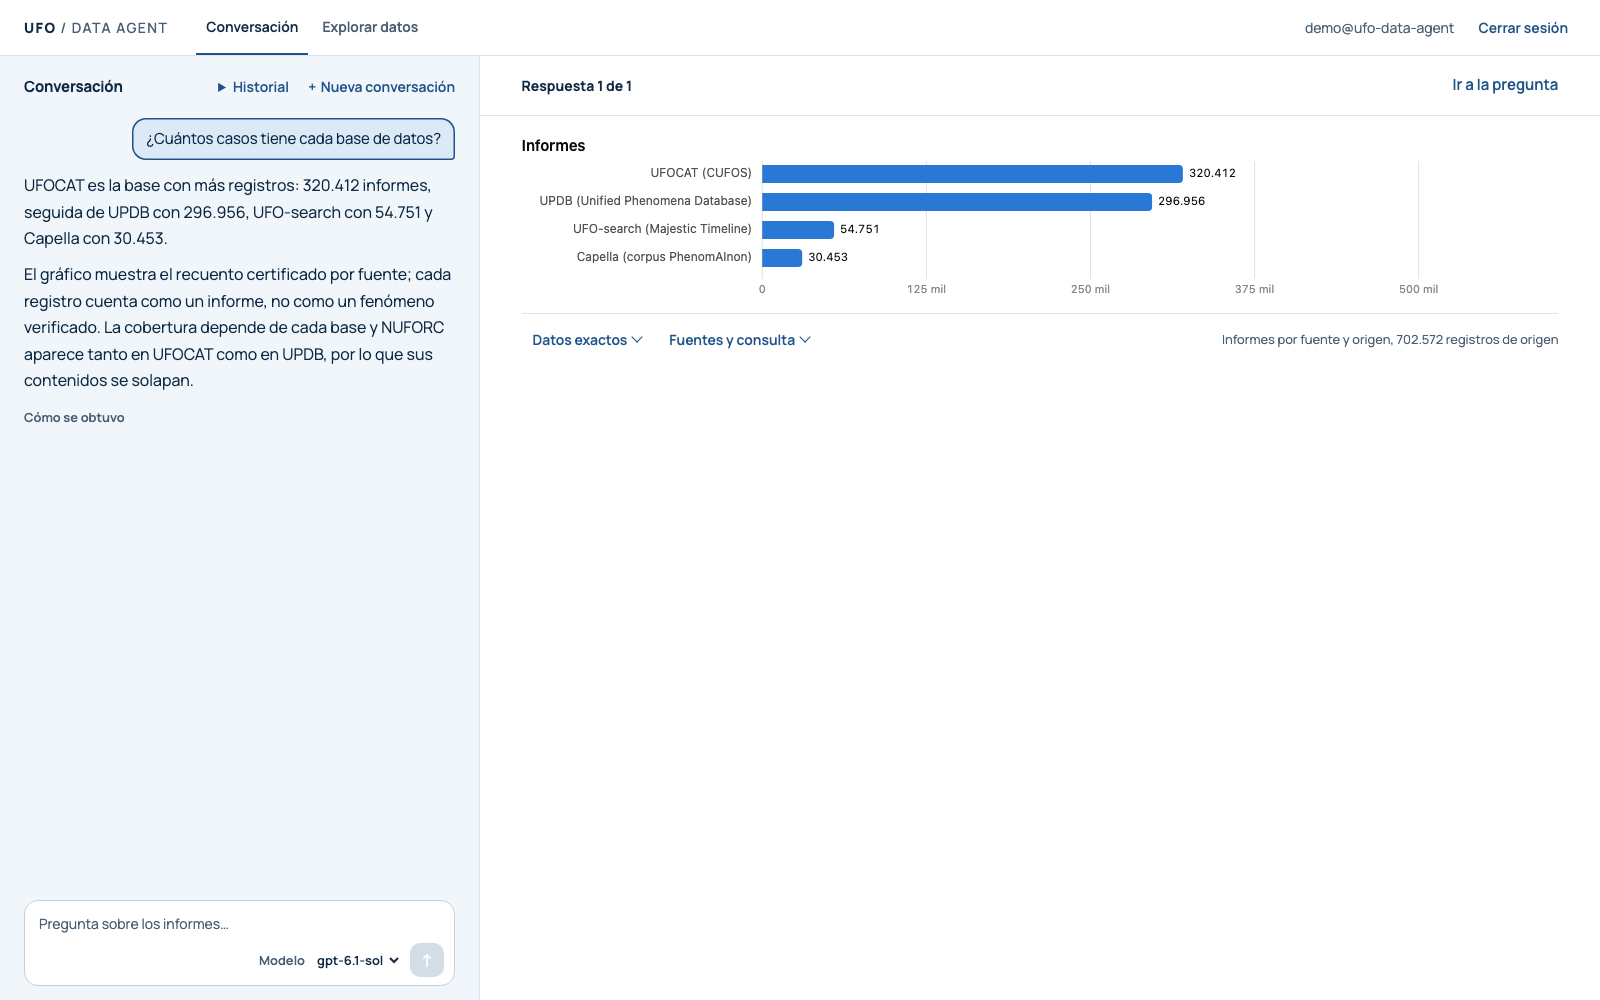 UFO / DATA AGENT
Conversación
Explorar datos
demo@ufo-data-agent
Cerrar sesión
Conversación
▶ Historial
+ Nueva conversación
¿Cuántos casos tiene cada base de datos?
UFOCAT es la base con más registros: 320.412 informes,
seguida de UPDB con 296.956, UFO-search con 54.751 y
Capella con 30.453.
El gráfico muestra el recuento certificado por fuente; cada
registro cuenta como un informe, no como un fenómeno
verificado. La cobertura depende de cada base y NUFORC
aparece tanto en UFOCAT como en UPDB, por lo que sus
contenidos se solapan.
Cómo se obtuvo
Pregunta sobre los informes...
Modelo gpt-6.1-sol
Respuesta 1 de 1
Ir a la pregunta
Informes
UFOCAT (CUFOS) 320.412
UPDB (Unified Phenomena Database) 296.956
UFO-search (Majestic Timeline) 54.751
Capella (corpus PhenomAInon) 30.453
0 125 mil 250 mil 375 mil 500 mil
Datos exactos
Fuentes y consulta
Informes por fuente y origen, 702.572 registros de origen